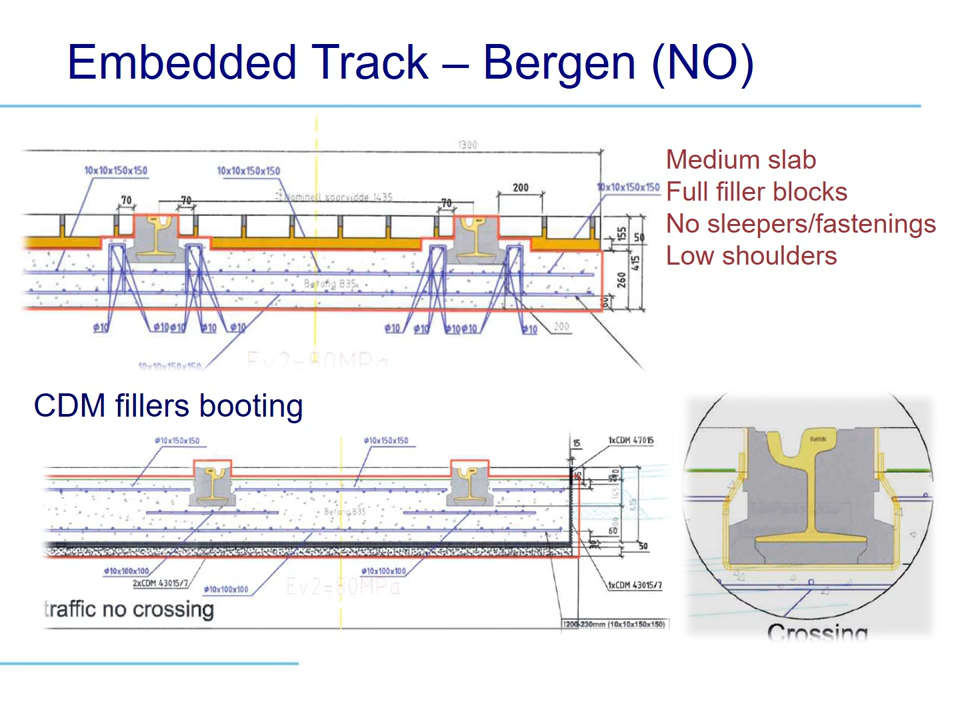 Embedded Track – Bergen (NO)
1300
10x10x150x150
10x10x150x150
10x10x150x150
Nominell sporvidde 1435
70
70
70
200
155
50
415
260
60
Betong B35
Ø10
Ø10
Ø10
Ø10
Ø10
Ø10
Ø10
Ø10
200
10x10x150x150
Ev2=80MPa
Medium slab
Full filler blocks
No sleepers/fastenings
Low shoulders
CDM fillers booting
Ø10x150x150
Ø10x150x150
15
1xCDM 47015
Betong B35
60
50
Ø10x100x100
2xCDM 43015/7
Ø10x100x100
Ø10x100x100
1xCDM 43015/7
Ev2=80MPa
traffic no crossing
1200-230mm (10x10x150x150)
Crossing